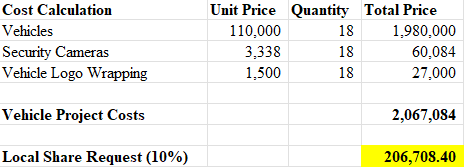 Cost Calculation Unit Price Quantity Total Price
Vehicles 110,000 18 1,980,000
Security Cameras 3,338 18 60,084
Vehicle Logo Wrapping 1,500 18 27,000
Vehicle Project Costs 2,067,084
Local Share Request (10%) 206,708.40